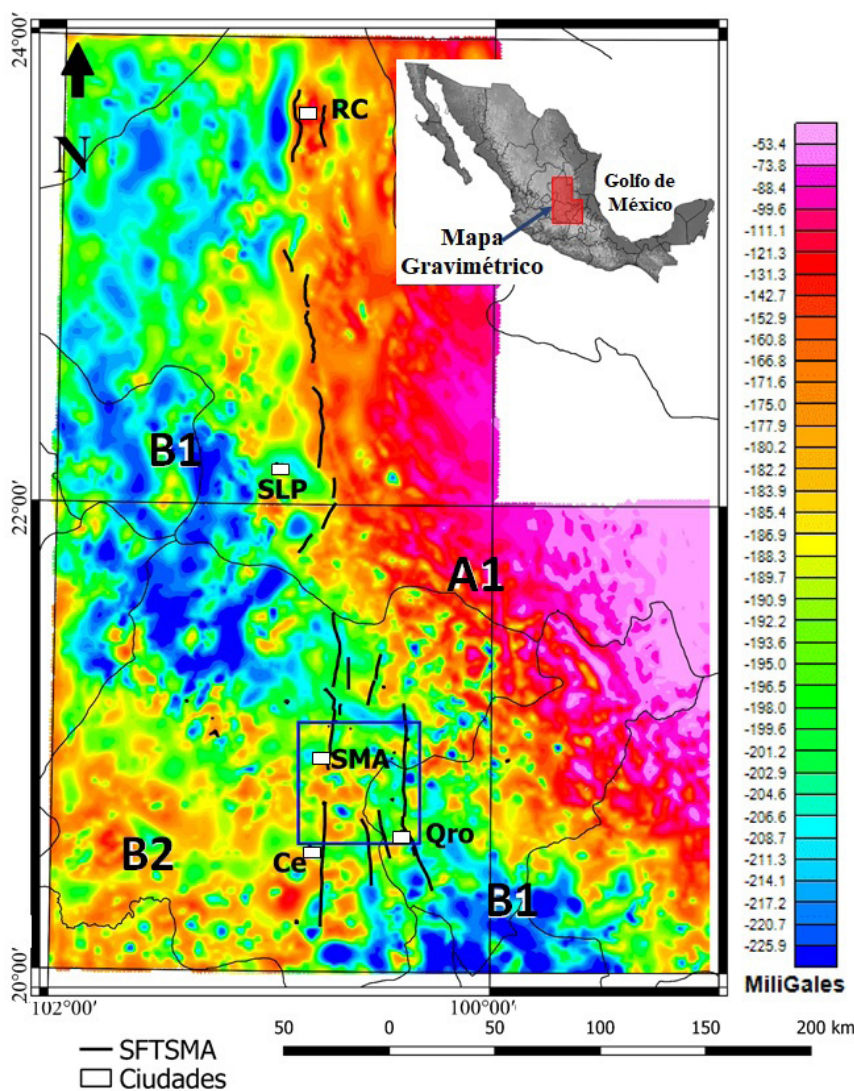 24°00'
N
RC
Golfo de
México
Mapa
Gravimétrico
B1
SLP
22°00'
A1
SMA
B2
Ce
Qro
B1
20°00'
102°00'
100°00'
-53.4
-73.8
-88.4
-99.6
-111.1
-121.3
-131.3
-142.7
-152.9
-160.8
-166.8
-171.6
-175.0
-177.9
-180.2
-182.2
-183.9
-185.4
-186.9
-188.3
-189.7
-190.9
-192.2
-193.6
-195.0
-196.5
-198.0
-199.6
-201.2
-202.9
-204.6
-206.6
-208.7
-211.3
-214.1
-217.2
-220.7
-225.9
MiliGales
50 0 50 100 150 200 km
SFTSMA
Ciudades